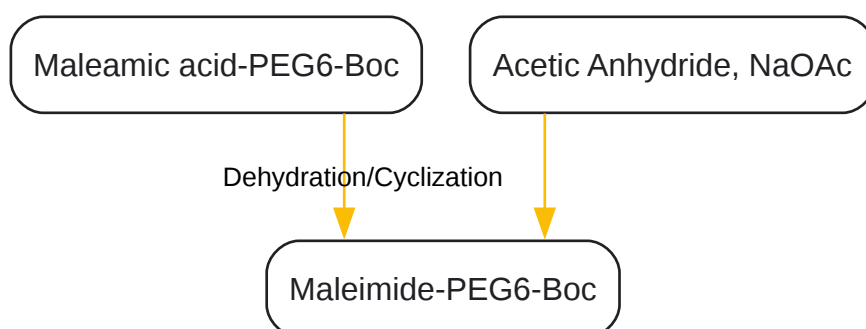 Maleamic acid-PEG6-Boc
Acetic Anhydride, NaOAc
Dehydration/Cyclization
Maleimide-PEG6-Boc